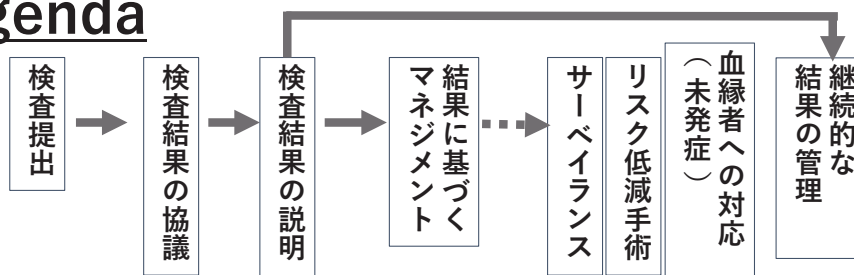 genda
検査提出
検査結果の協議
検査結果の説明
結果に基づく
マネジメント
サーベイランス
リスク低減手術
血縁者への対応
（未発症）
継続的な
結果の管理